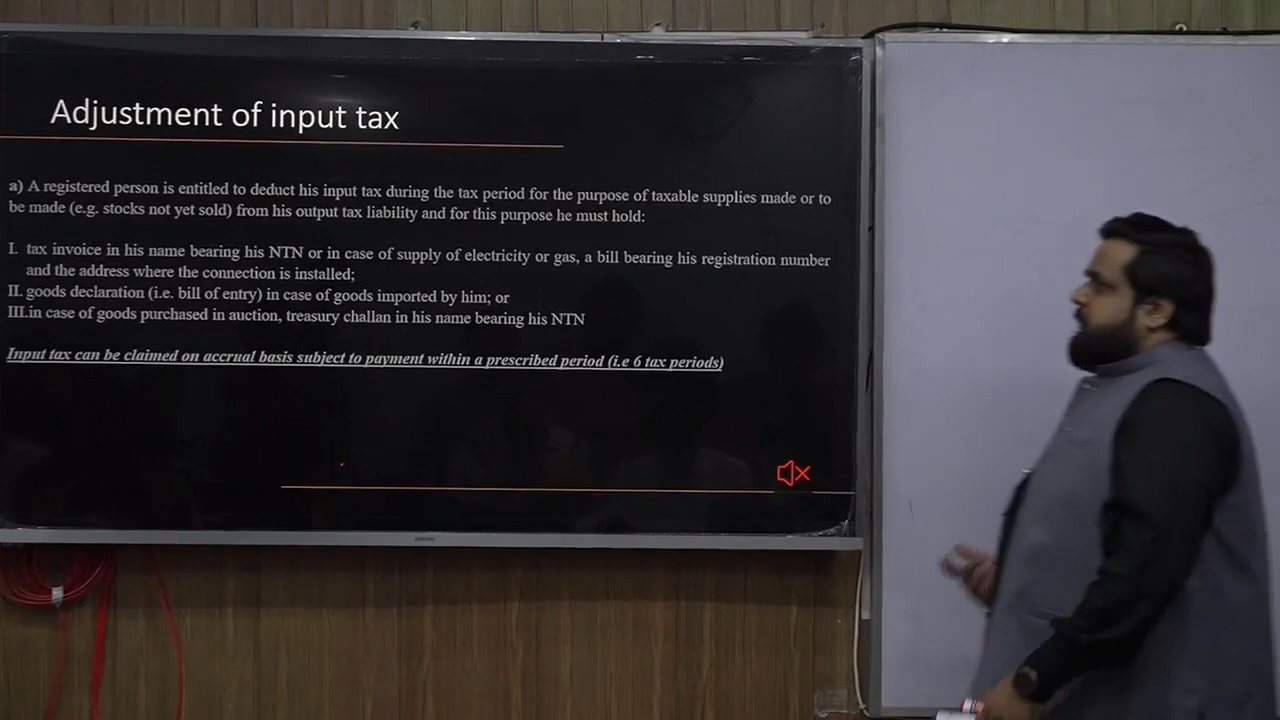 Adjustment of input tax
a) A registered person is entitled to deduct his input tax during the tax period for the purpose of taxable supplies made or to
be made (e.g. stocks not yet sold) from his output tax liability and for this purpose he must hold:
I. tax invoice in his name bearing his NTN or in case of supply of electricity or gas, a bill bearing his registration number
and the address where the connection is installed;
II. goods declaration (i.e. bill of entry) in case of goods imported by him; or
III.in case of goods purchased in auction, treasury challan in his name bearing his NTN
Input tax can be claimed on accrual basis subject to payment within a prescribed period (i.e 6 tax periods)